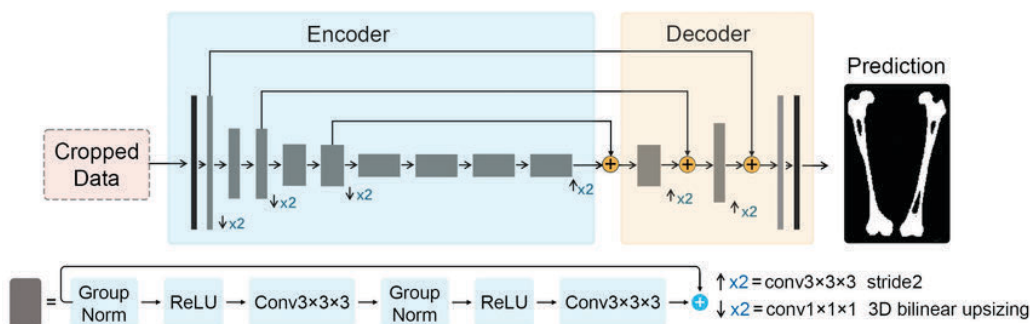 Encoder
Decoder
Prediction
Cropped
Data
↓ x2
↓ x2
↓ x2
↑ x2
↑ x2
↑ x2
=
Group
Norm
ReLU
Conv3×3×3
Group
Norm
ReLU
Conv3×3×3
↑ x2=conv3×3×3 stride2
↓ x2=conv1×1×1 3D bilinear upsizing